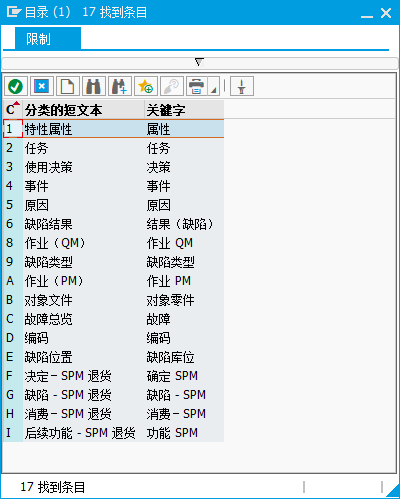 目录 (1) 17 找到条目
限制
C 分类的短文本 关键字
1 特性属性 属性
2 任务 任务
3 使用决策 决策
4 事件 事件
5 原因 原因
6 缺陷结果 结果（缺陷）
8 作业（QM） 作业 QM
9 缺陷类型 缺陷类型
A 作业（PM） 作业 PM
B 对象文件 对象零件
C 故障总览 故障
D 编码 编码
E 缺陷位置 缺陷库位
F 决定－SPM 退货 确定 SPM
G 缺陷 - SPM 退货 缺陷 - SPM
H 消费－SPM 退货 消费－SPM
I 后续功能 - SPM 退货 功能 SPM
17 找到条目